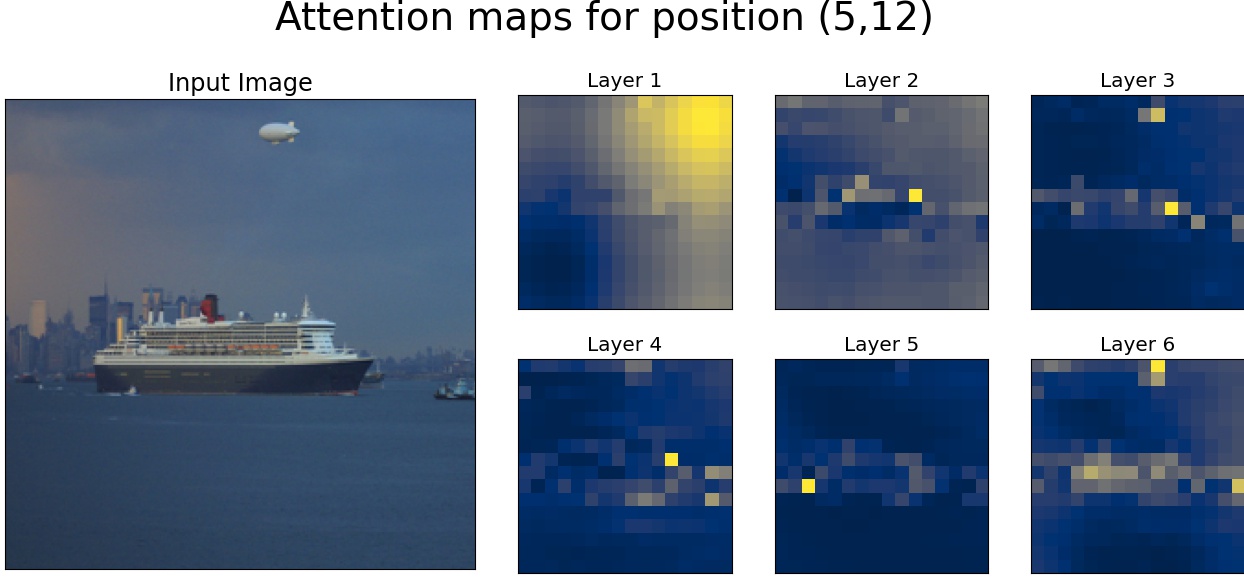 Attention maps for position (5,12)
Input Image
Layer 1
Layer 2
Layer 3
Layer 4
Layer 5
Layer 6